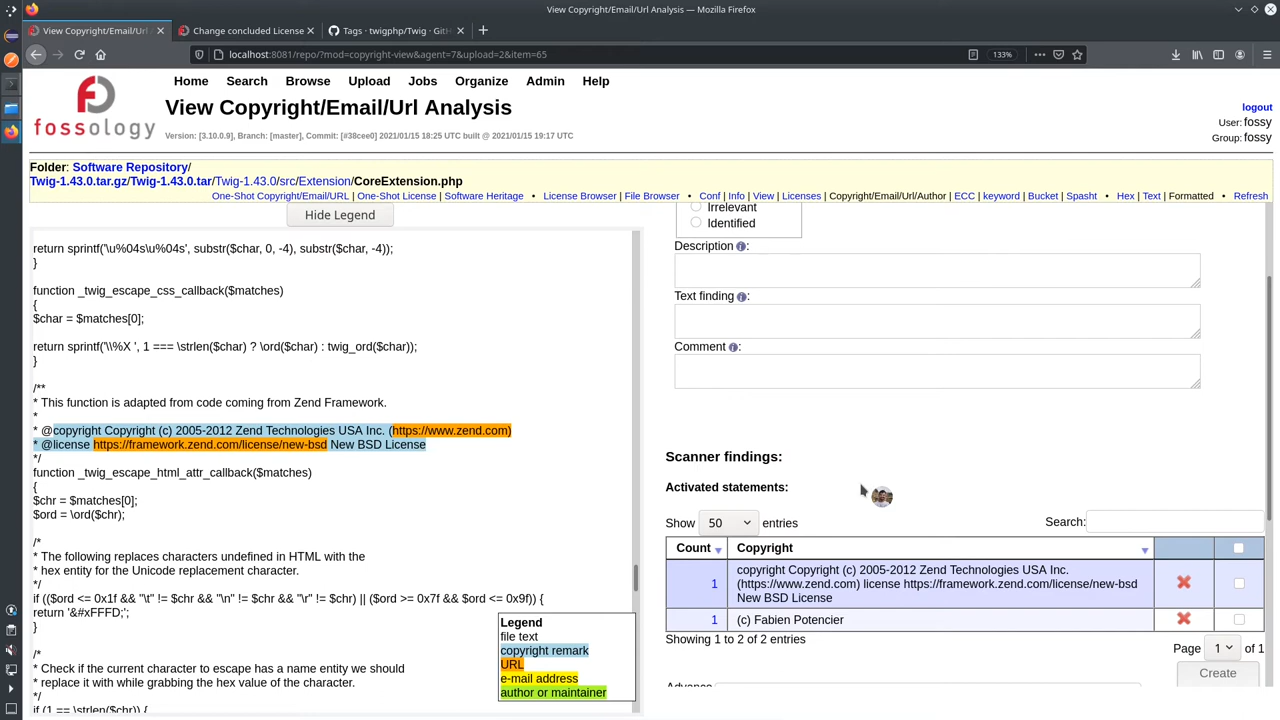 View Copyright/Email/Url Analysis — Mozilla Firefox
View Copyright/Email/Url
Change concluded License
Tags · twigphp/Twig · GitH
localhost:8081/repo/?mod=copyright-view&agent=7&upload=2&item=65
133%
Home Search Browse Upload Jobs Organize Admin Help
fossology
View Copyright/Email/Url Analysis
Version: [3.10.0.9], Branch: [master], Commit: [#38cee0] 2021/01/15 18:25 UTC built @ 2021/01/15 19:17 UTC
logout
User:fossy
Group:fossy
Folder: Software Repository/
Twig-1.43.0.tar.gz/Twig-1.43.0.tar/Twig-1.43.0/src/Extension/CoreExtension.php
One-Shot Copyright/Email/URL | One-Shot License | Software Heritage • License Browser | File Browser • Conf | Info | View | Licenses | Copyright/Email/Url/Author | ECC | keyword | Bucket | Spasht • Hex | Text | Formatted • Refresh
Hide Legend
return sprintf('\u%04s\u%04s', substr($char, 0, -4), substr($char, -4));
}
function _twig_escape_css_callback($matches)
{
$char = $matches[0];
return sprintf('\\%X ', 1 === \strlen($char) ? \ord($char) : twig_ord($char));
}
/**
* This function is adapted from code coming from Zend Framework.
*
* @copyright Copyright (c) 2005-2012 Zend Technologies USA Inc. (https://www.zend.com)
* @license https://framework.zend.com/license/new-bsd New BSD License
*/
function _twig_escape_html_attr_callback($matches)
{
$chr = $matches[0];
$ord = \ord($chr);
/*
* The following replaces characters undefined in HTML with the
* hex entity for the Unicode replacement character.
*/
if (($ord <= 0x1f && "\t" != $chr && "\n" != $chr && "\r" != $chr) || ($ord >= 0x7f && $ord <= 0x9f)) {
return '&#xFFFD;';
}
/*
* Check if the current character to escape has a name entity we should
* replace it with while grabbing the hex value of the character.
*/
if (1 == \strlen($chr)) {
Legend
file text
copyright remark
URL
e-mail address
author or maintainer
Irrelevant
Identified
Description :
Text finding :
Comment :
Scanner findings:
Activated statements:
Show 50 entries
Search:
Count Copyright
1 copyright Copyright (c) 2005-2012 Zend Technologies USA Inc.
(https://www.zend.com) license https://framework.zend.com/license/new-bsd
New BSD License
1 (c) Fabien Potencier
Showing 1 to 2 of 2 entries
Page 1 of 1
Create